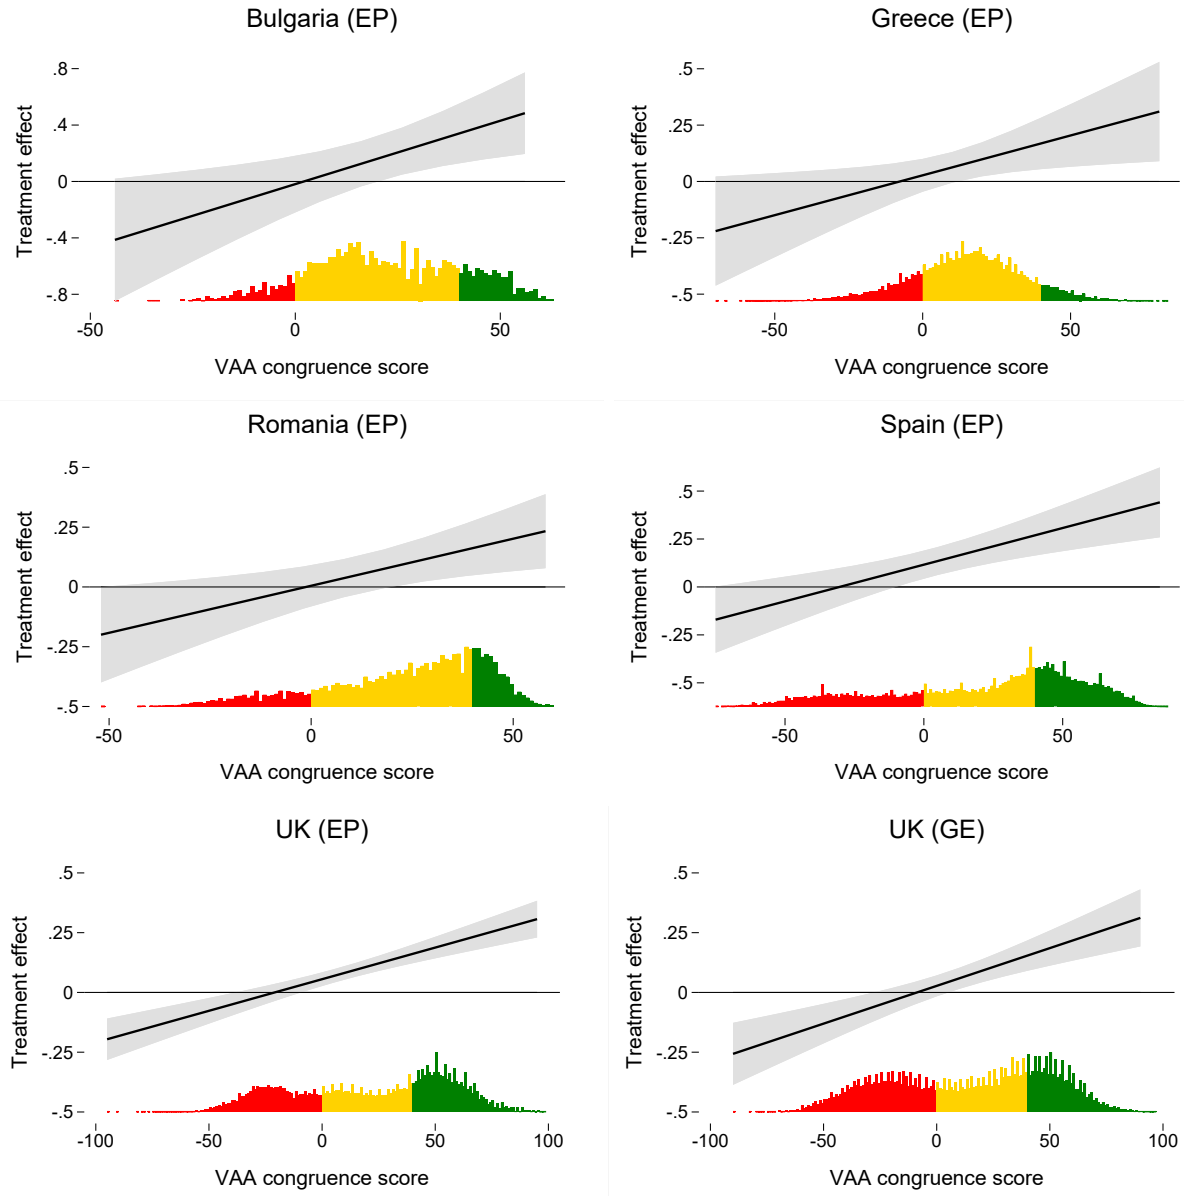 Bulgaria (EP)
.8
.4
0
-.4
-.8
Treatment effect
-50 0 50
VAA congruence score
Greece (EP)
.5
.25
0
-.25
-.5
Treatment effect
-50 0 50
VAA congruence score
Romania (EP)
.5
.25
0
-.25
-.5
Treatment effect
-50 0 50
VAA congruence score
Spain (EP)
.5
.25
0
-.25
-.5
Treatment effect
-50 0 50
VAA congruence score
UK (EP)
.5
.25
0
-.25
-.5
Treatment effect
-100 -50 0 50 100
VAA congruence score
UK (GE)
.5
.25
0
-.25
-.5
Treatment effect
-100 -50 0 50 100
VAA congruence score